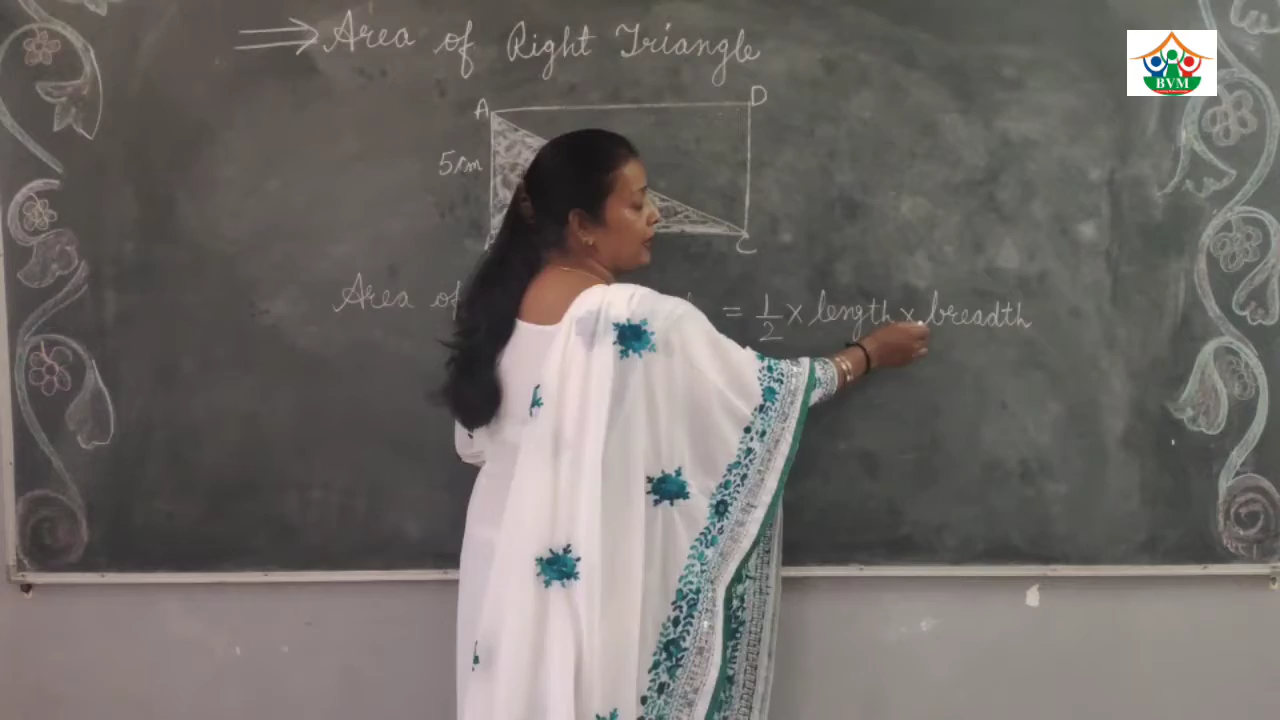 ⇒ Area of Right Triangle
A D
5cm
C
Area of = 1/2 × length × breadth
BVM